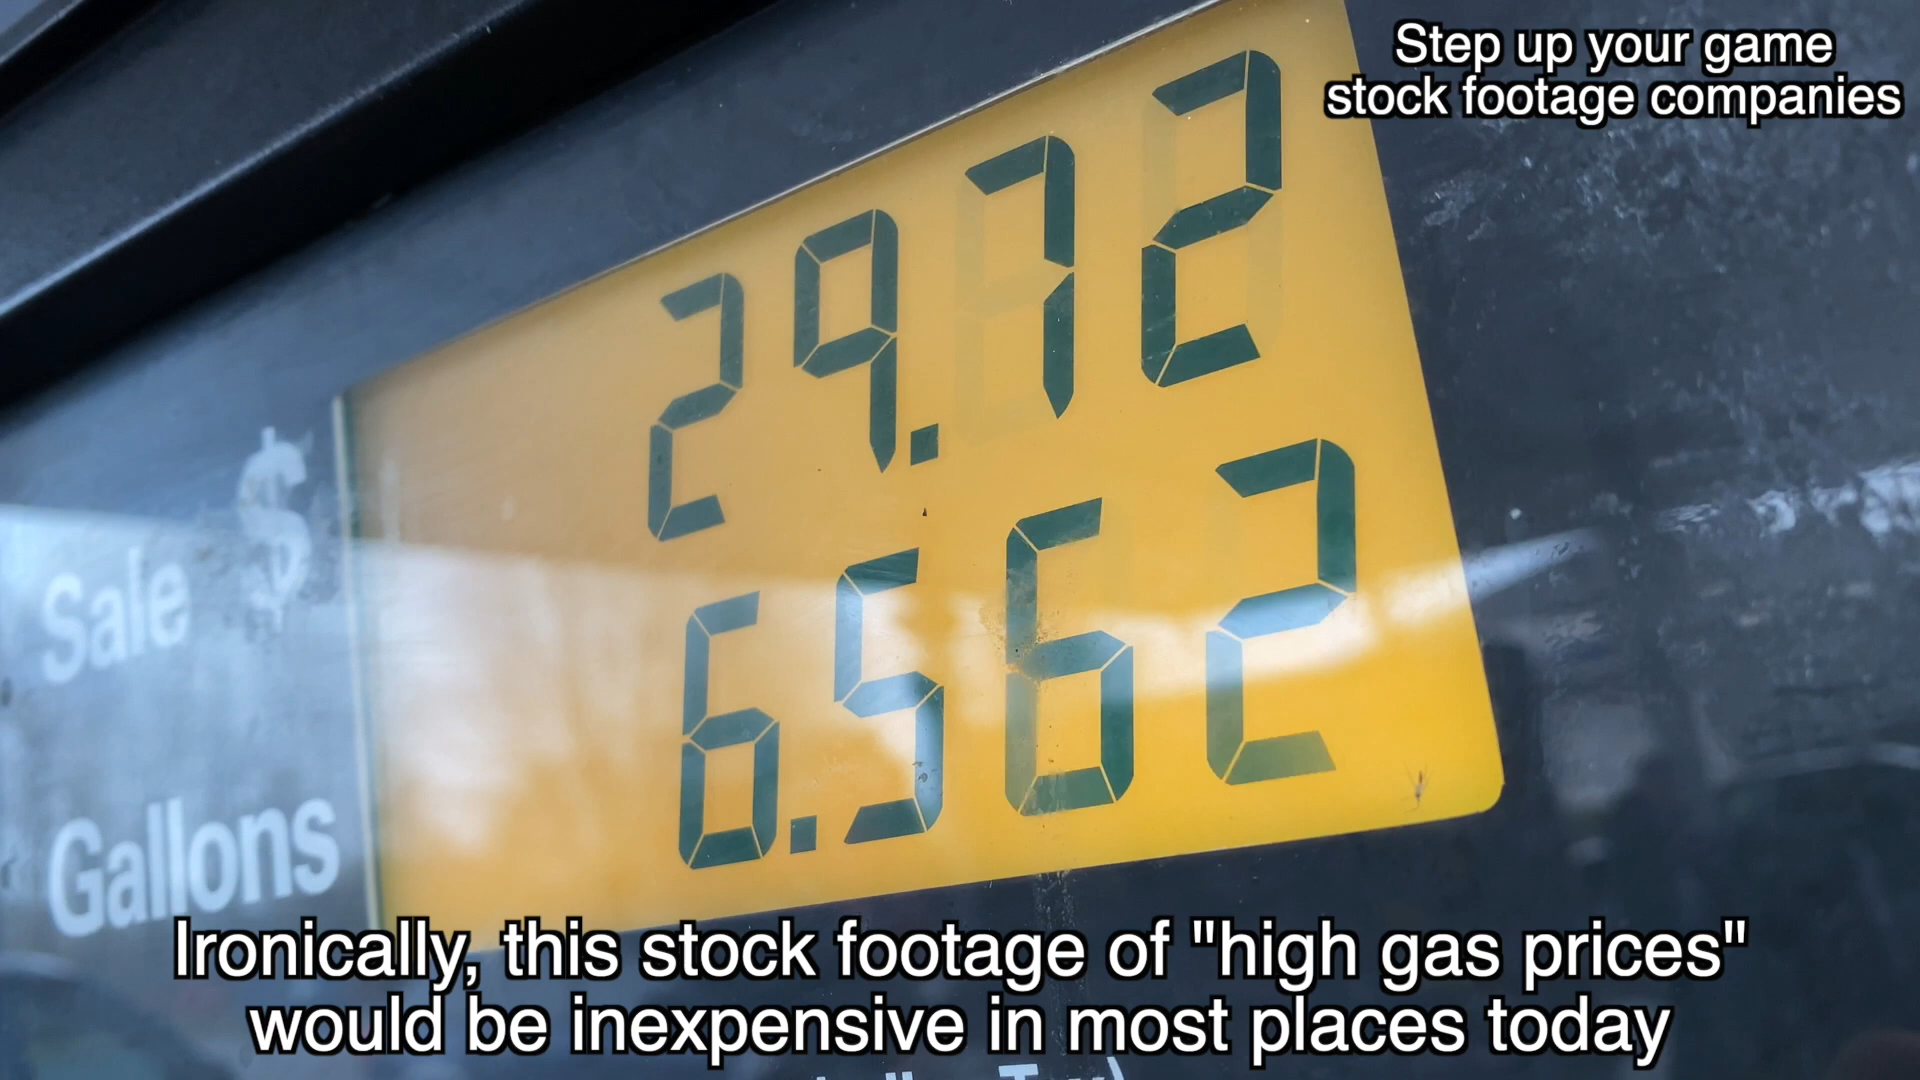 Step up your game
stock footage companies
29.72
Sale $
6.562
Gallons
Ironically, this stock footage of "high gas prices"
would be inexpensive in most places today